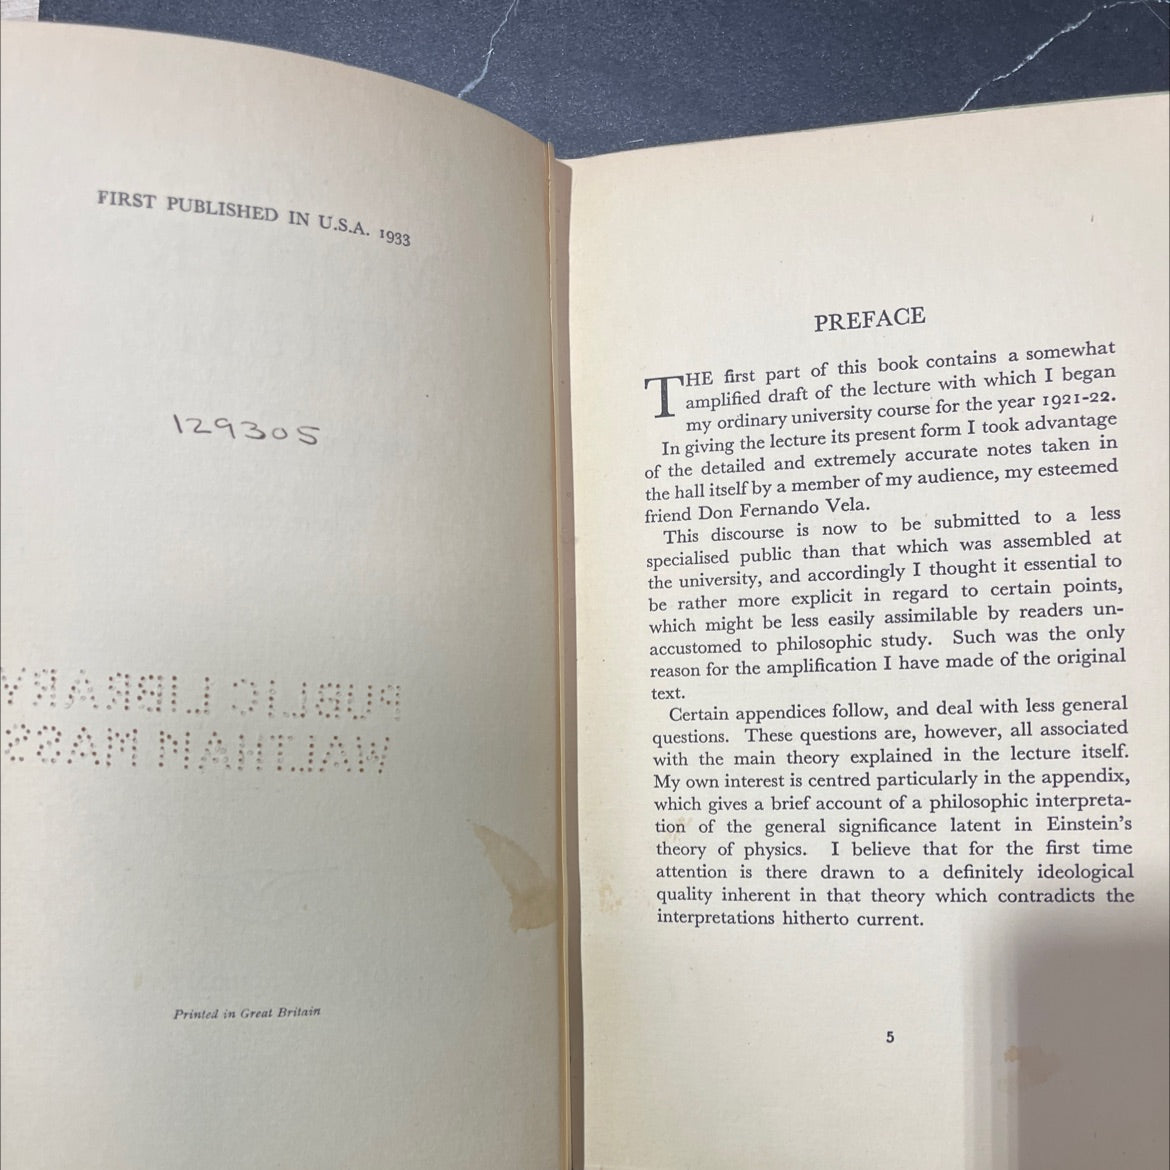 FIRST PUBLISHED IN U.S.A. 1933
129305
PUBLIC LIBRARY
WALTHAM MASS
Printed in Great Britain
PREFACE
THE first part of this book contains a somewhat
amplified draft of the lecture with which I began
my ordinary university course for the year 1921-22.
In giving the lecture its present form I took advantage
of the detailed and extremely accurate notes taken in
the hall itself by a member of my audience, my esteemed
friend Don Fernando Vela.
This discourse is now to be submitted to a less
specialised public than that which was assembled at
the university, and accordingly I thought it essential to
be rather more explicit in regard to certain points,
which might be less easily assimilable by readers un-
accustomed to philosophic study. Such was the only
reason for the amplification I have made of the original
text.
Certain appendices follow, and deal with less general
questions. These questions are, however, all associated
with the main theory explained in the lecture itself.
My own interest is centred particularly in the appendix,
which gives a brief account of a philosophic interpreta-
tion of the general significance latent in Einstein's
theory of physics. I believe that for the first time
attention is there drawn to a definitely ideological
quality inherent in that theory which contradicts the
interpretations hitherto current.
5